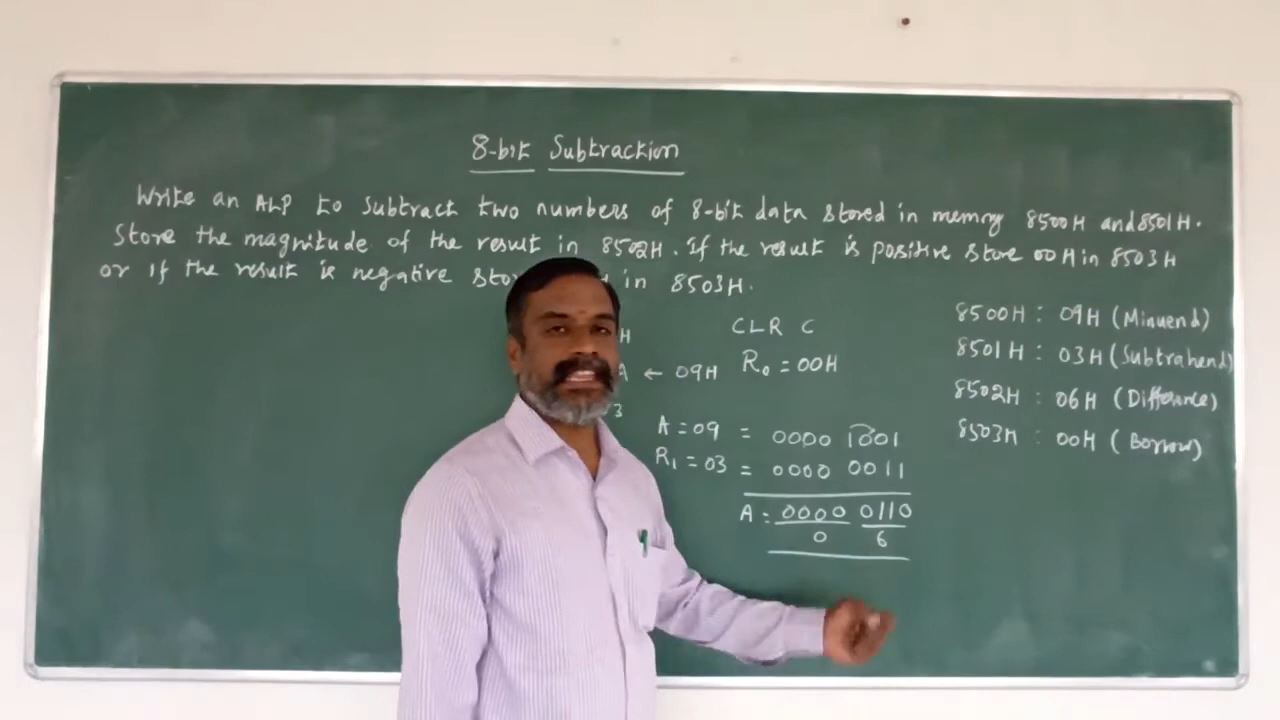 8-bit Subtraction
Write an ALP to Subtract two numbers of 8-bit data stored in memory 8500H and 8501H.
Store the magnitude of the result in 8502H. If the result is positive store 00H in 8503H
or if the result is negative sto in 8503H.
H
A ← 09H
3
CLR C
R0 = 00H
A = 09 = 0000 1001
R1 = 03 = 0000 0011
A = 0000 0110
0 6
8500H : 09H (Minuend)
8501H : 03H (Subtrahend)
8502H : 06H (Difference)
8503H : 00H (Borrow)